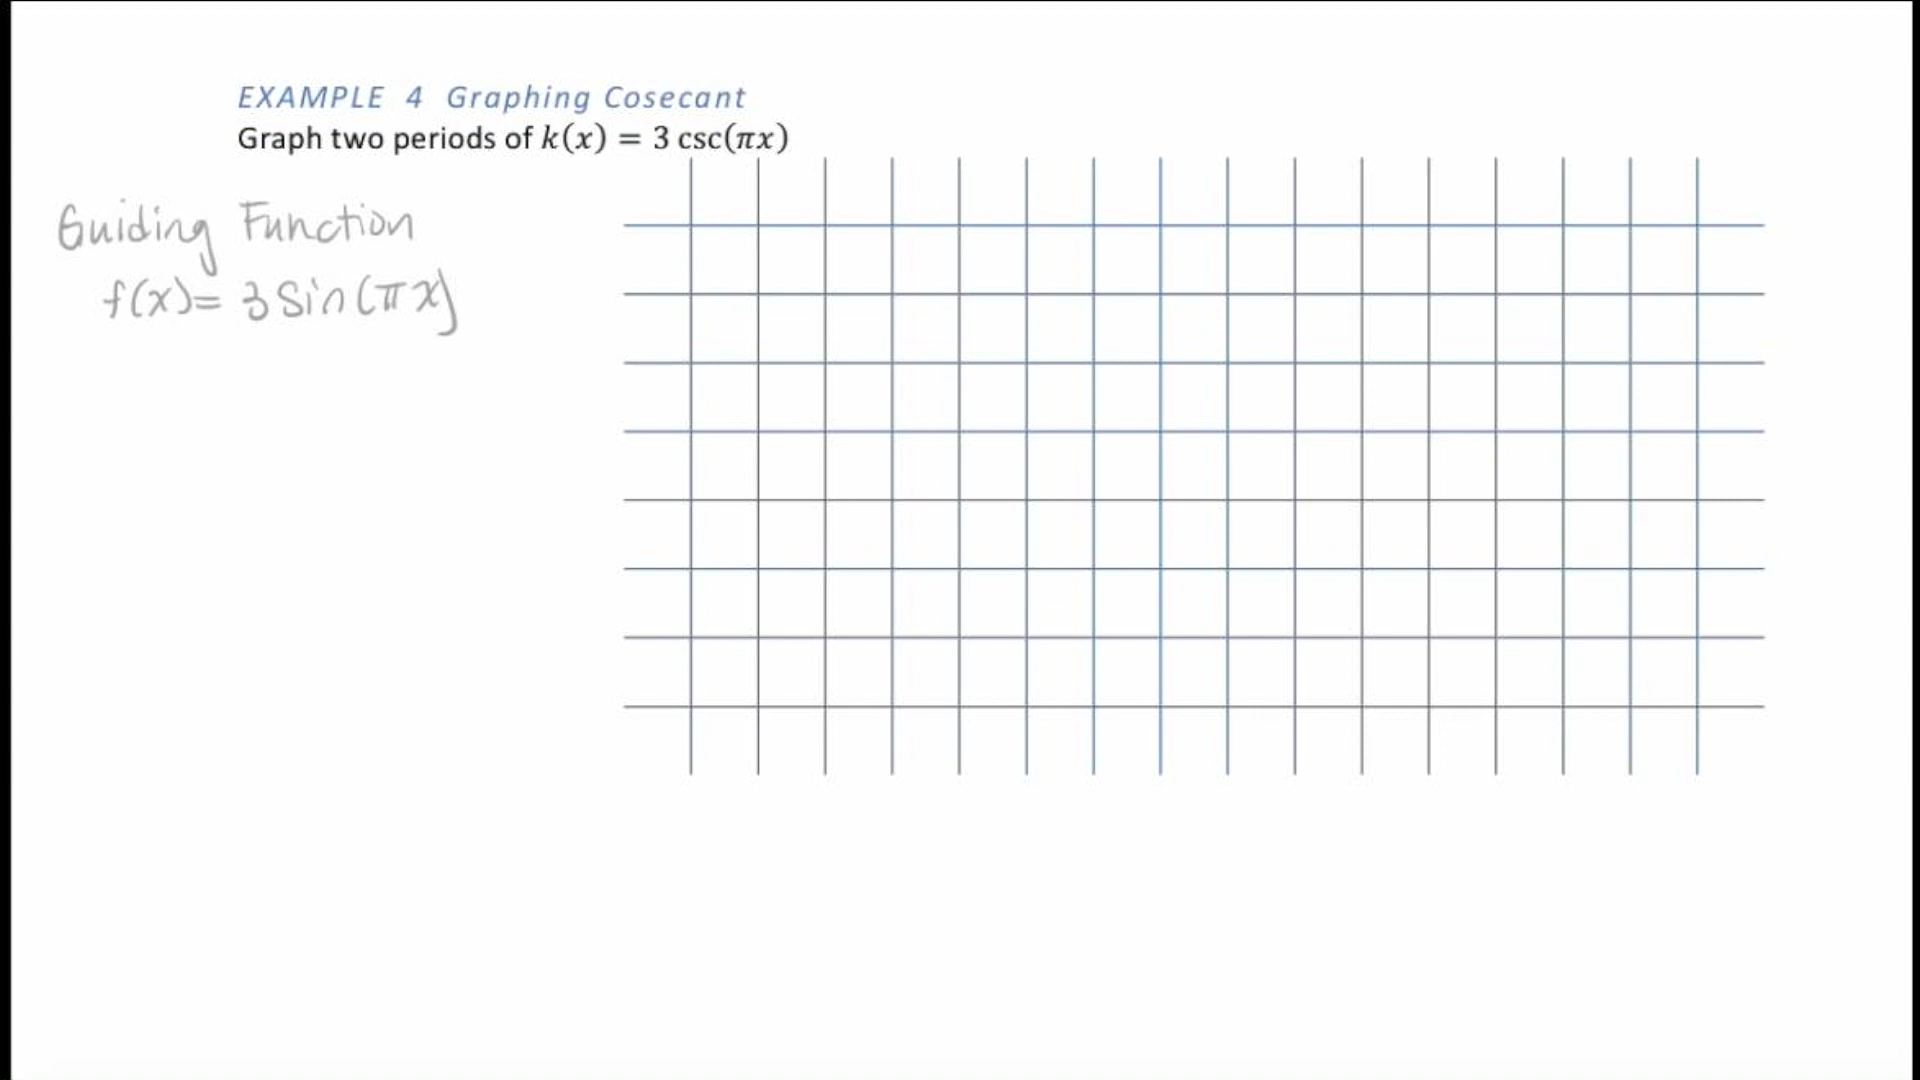 EXAMPLE 4 Graphing Cosecant
Graph two periods of k(x) = 3 csc(πx)
Guiding Function
f(x)= 3 Sin(πx)